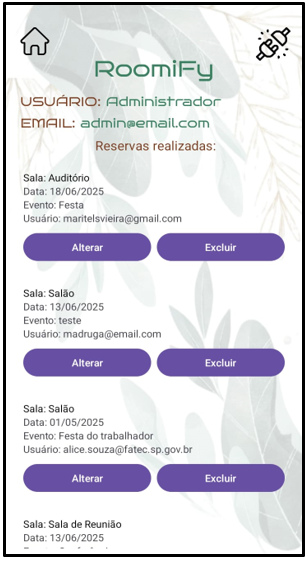 RoomiFy
USUÁRIO: Administrador
EMAIL: admin@email.com
Reservas realizadas:
Sala: Auditório
Data: 18/06/2025
Evento: Festa
Usuário: maritelsvieira@gmail.com
Alterar Excluir
Sala: Salão
Data: 13/06/2025
Evento: teste
Usuário: madruga@email.com
Alterar Excluir
Sala: Salão
Data: 01/05/2025
Evento: Festa do trabalhador
Usuário: alice.souza@fatec.sp.gov.br
Alterar Excluir
Sala: Sala de Reunião
Data: 13/06/2025